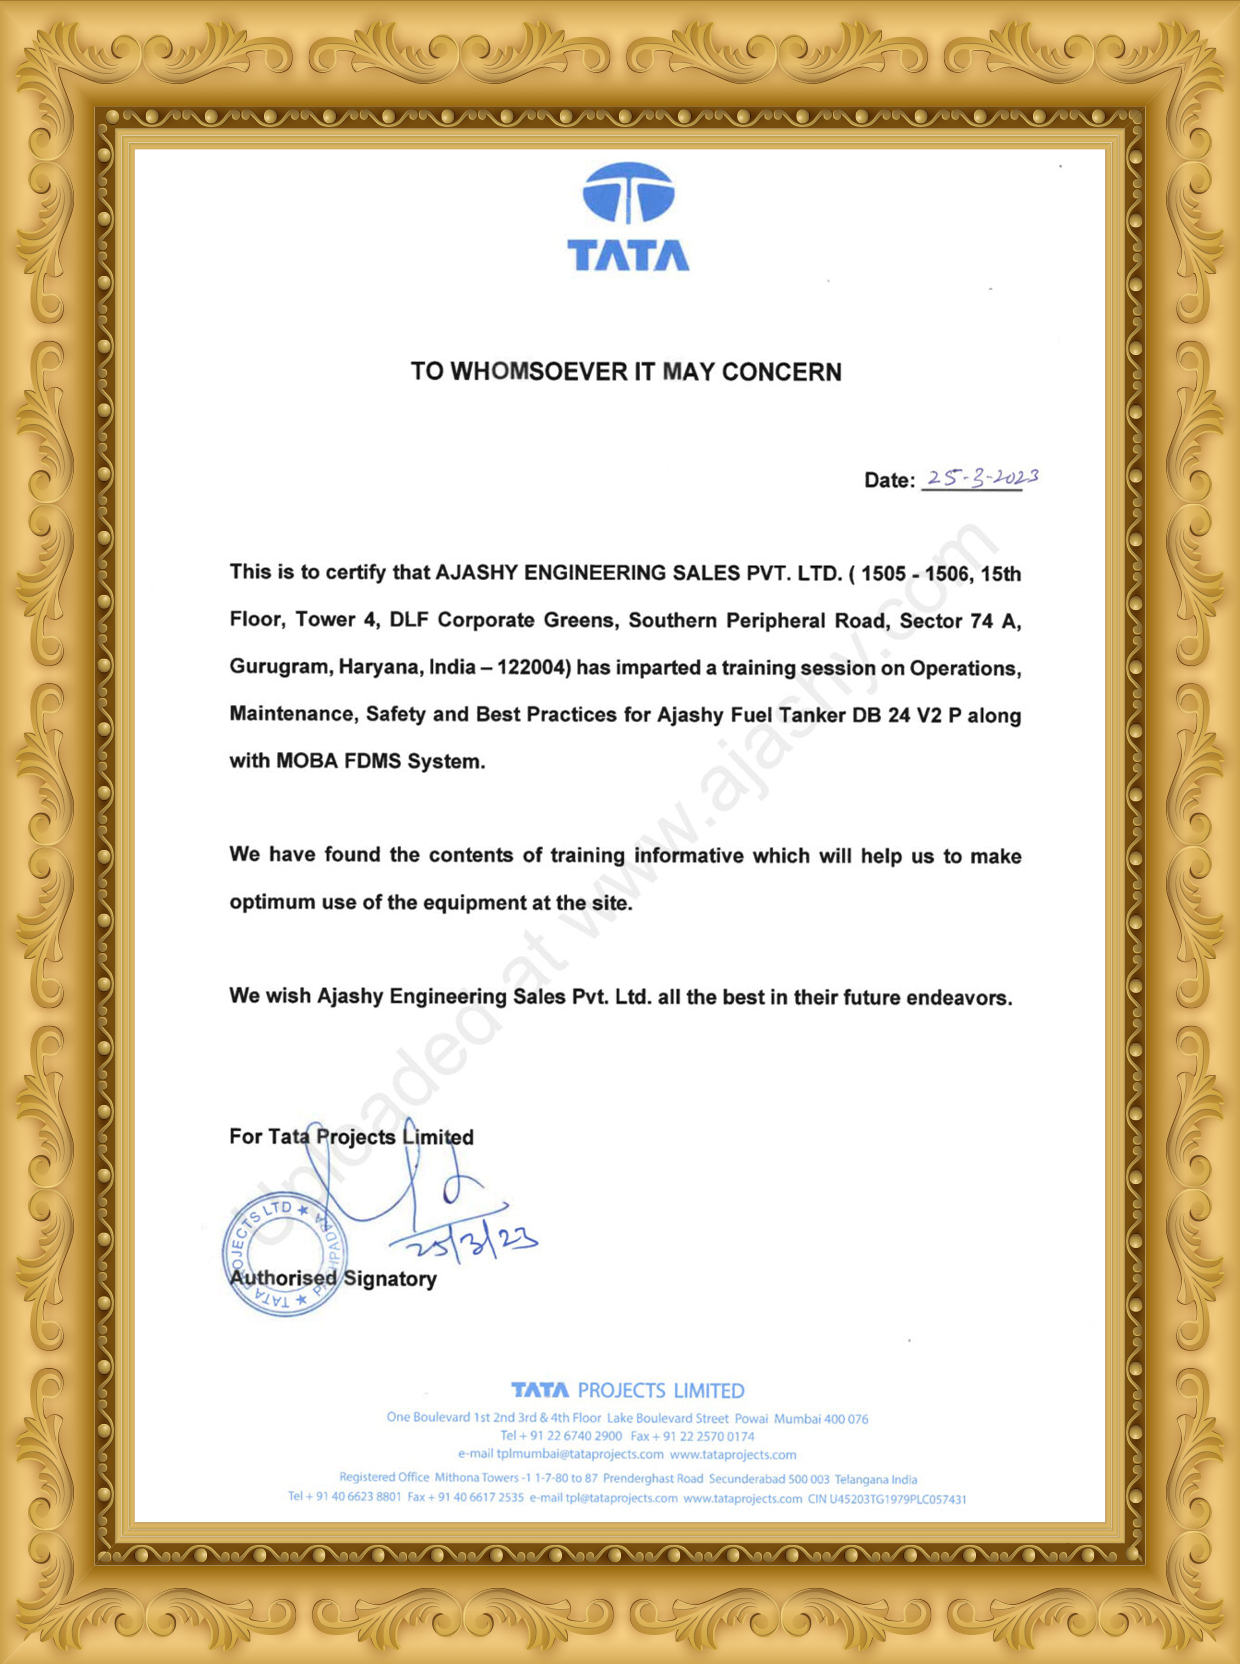 TATA
TO WHOMSOEVER IT MAY CONCERN
Date: 25-3-2023
This is to certify that AJASHY ENGINEERING SALES PVT. LTD. ( 1505 - 1506, 15th
Floor, Tower 4, DLF Corporate Greens, Southern Peripheral Road, Sector 74 A,
Gurugram, Haryana, India – 122004) has imparted a training session on Operations,
Maintenance, Safety and Best Practices for Ajashy Fuel Tanker DB 24 V2 P along
with MOBA FDMS System.
We have found the contents of training informative which will help us to make
optimum use of the equipment at the site.
We wish Ajashy Engineering Sales Pvt. Ltd. all the best in their future endeavors.
Uploaded at www.ajashy.com
For Tata Projects Limited
25/3/23
TATA PROJECTS LTD ★ PACHPADRA ★
Authorised Signatory
TATA PROJECTS LIMITED
One Boulevard 1st 2nd 3rd & 4th Floor Lake Boulevard Street Powai Mumbai 400 076
Tel + 91 22 6740 2900 Fax + 91 22 2570 0174
e-mail tplmumbai@tataprojects.com www.tataprojects.com
Registered Office Mithona Towers -1 1-7-80 to 87 Prenderghast Road Secunderabad 500 003 Telangana India
Tel + 91 40 6623 8801 Fax + 91 40 6617 2535 e-mail tpl@tataprojects.com www.tataprojects.com CIN U45203TG1979PLC057431